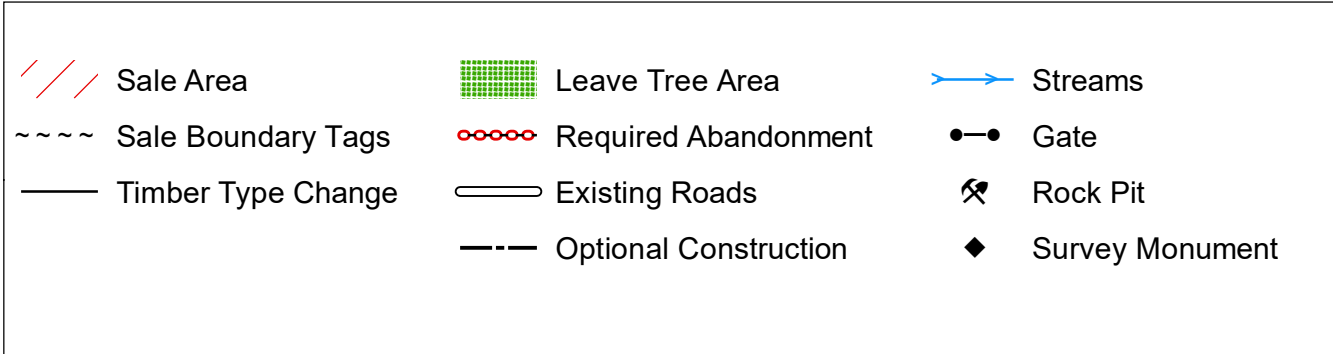 Sale Area
Sale Boundary Tags
Timber Type Change
Leave Tree Area
Required Abandonment
Existing Roads
Optional Construction
Streams
Gate
Rock Pit
Survey Monument